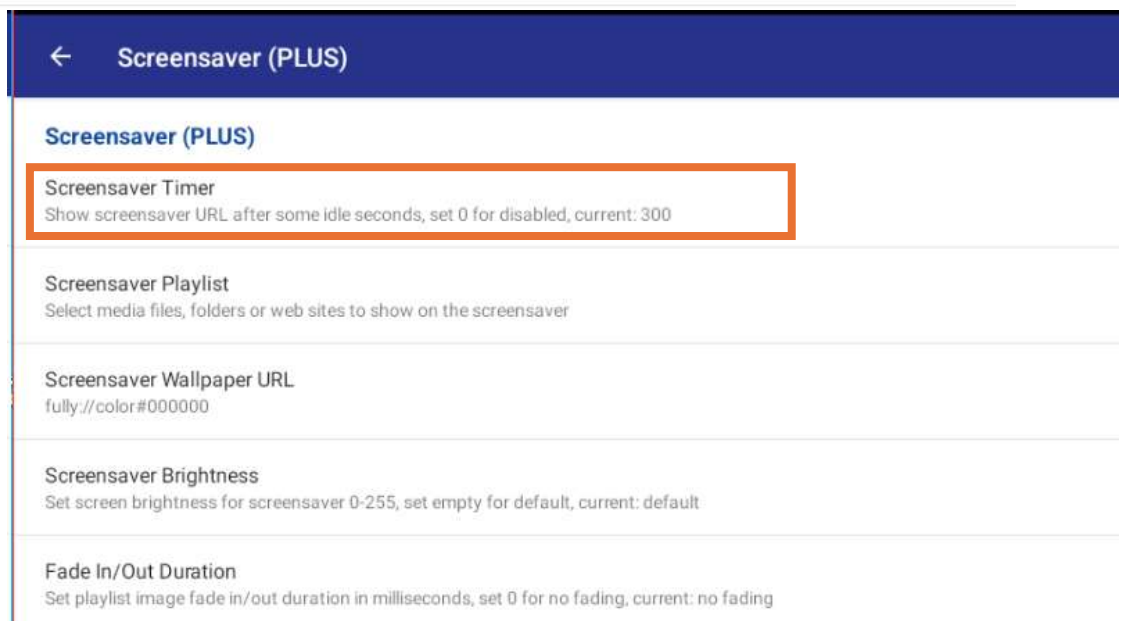 Screensaver (PLUS)
Screensaver (PLUS)
Screensaver Timer
Show screensaver URL after some idle seconds, set 0 for disabled, current: 300
Screensaver Playlist
Select media files, folders or web sites to show on the screensaver
Screensaver Wallpaper URL
fully://color#000000
Screensaver Brightness
Set screen brightness for screensaver 0-255, set empty for default, current: default
Fade In/Out Duration
Set playlist image fade in/out duration in milliseconds, set 0 for no fading, current: no fading